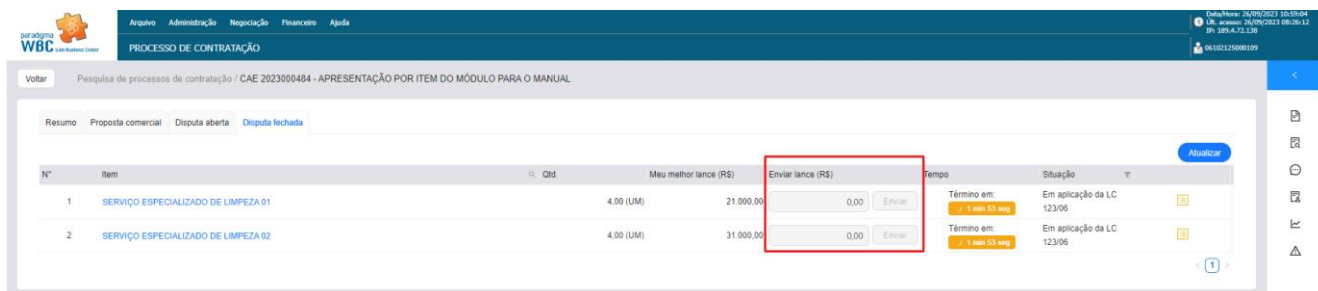 paradigma
WBC
Arquivo Administração Negociação Financeiro Ajuda
Data/Hora: 26/09/2023 10:59:04
Últ. acesso: 26/09/2023 08:26:12
IP: 189.4.72.138
PROCESSO DE CONTRATAÇÃO
06102125000109
Voltar Pesquisa de processos de contratação / CAE 2023000484 - APRESENTAÇÃO POR ITEM DO MÓDULO PARA O MANUAL
Resumo Proposta comercial Disputa aberta Disputa fechada
Atualizar
N° Item Qtd. Meu melhor lance (R$) Enviar lance (R$) Tempo Situação
1 SERVIÇO ESPECIALIZADO DE LIMPEZA 01 4,00 (UM) 21.000,00 0,00 Enviar Término em: Em aplicação da LC
1 min 53 seg 123/06
2 SERVIÇO ESPECIALIZADO DE LIMPEZA 02 4,00 (UM) 31.000,00 0,00 Enviar Término em: Em aplicação da LC
1 min 53 seg 123/06
< 1 >